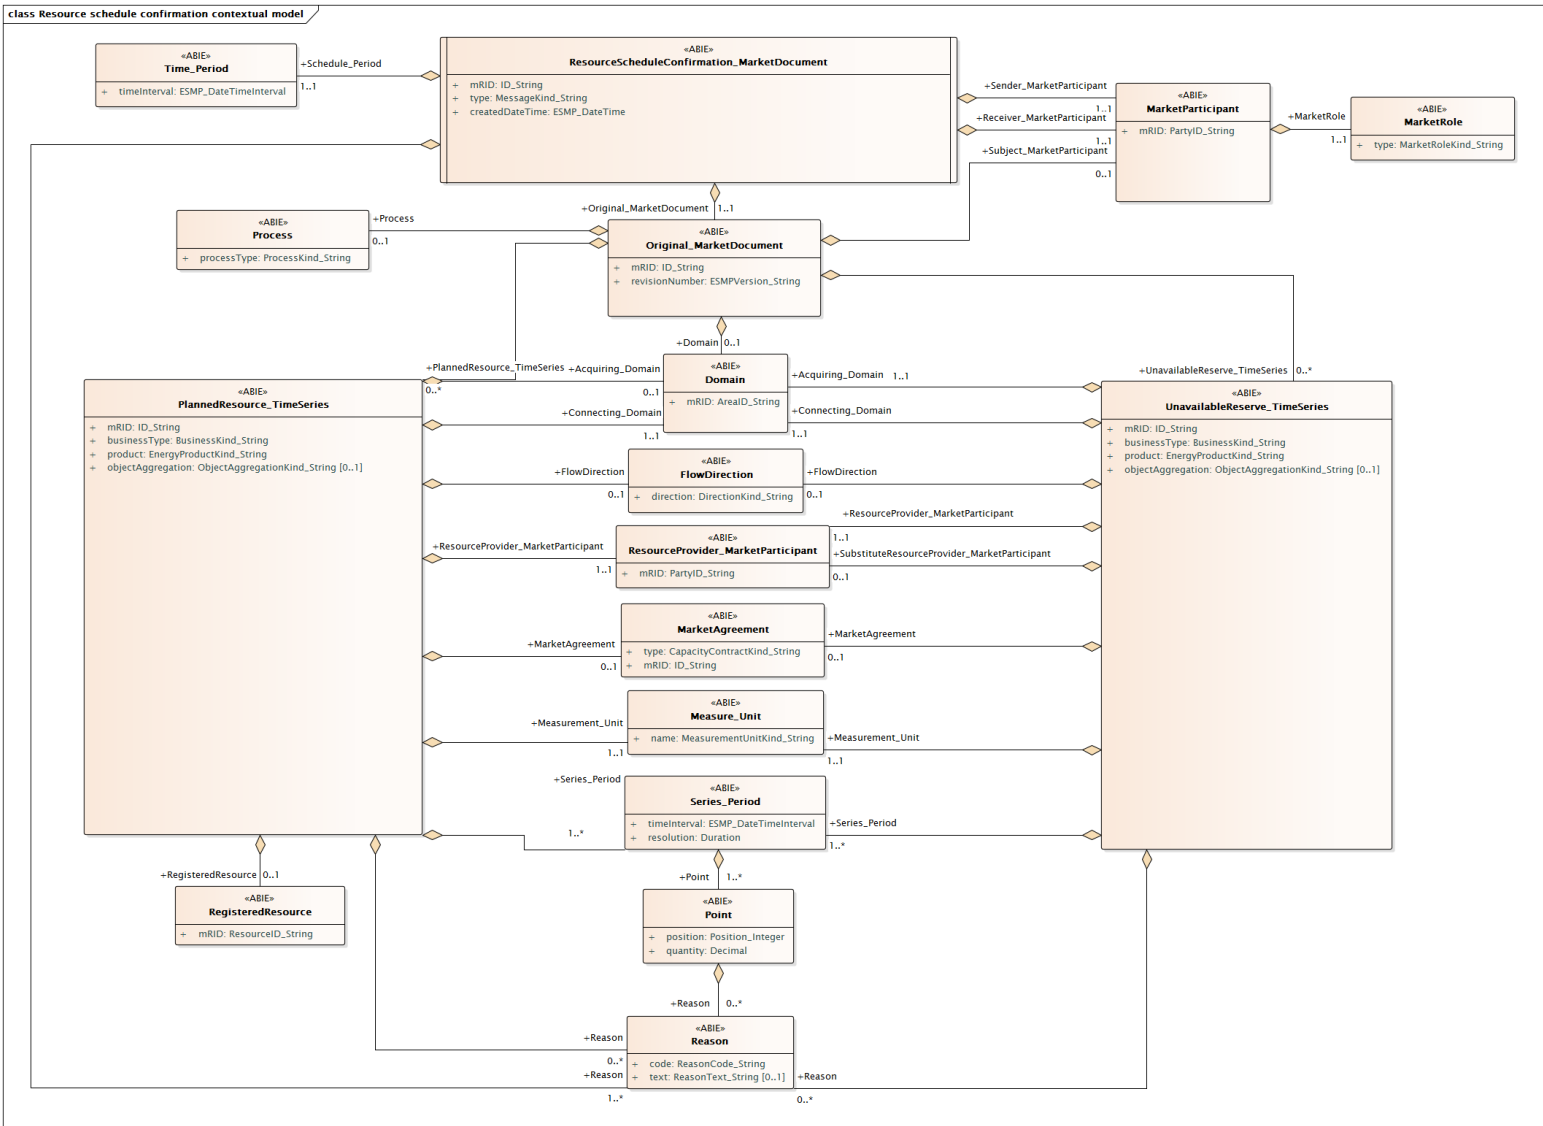 class Resource schedule confirmation contextual model
«ABIE»
Time_Period
+ timeInterval: ESMP_DateTimeInterval
+Schedule_Period
1..1
«ABIE»
ResourceScheduleConfirmation_MarketDocument
+ mRID: ID_String
+ type: MessageKind_String
+ createdDateTime: ESMP_DateTime
+Sender_MarketParticipant
1..1
+Receiver_MarketParticipant
1..1
+Subject_MarketParticipant
0..1
«ABIE»
MarketParticipant
+ mRID: PartyID_String
+MarketRole
1..1
«ABIE»
MarketRole
+ type: MarketRoleKind_String
+Original_MarketDocument
1..1
«ABIE»
Process
+ processType: ProcessKind_String
+Process
0..1
«ABIE»
Original_MarketDocument
+ mRID: ID_String
+ revisionNumber: ESMPVersion_String
+Domain
0..1
+PlannedResource_TimeSeries
0..*
+UnavailableReserve_TimeSeries
0..*
«ABIE»
PlannedResource_TimeSeries
+ mRID: ID_String
+ businessType: BusinessKind_String
+ product: EnergyProductKind_String
+ objectAggregation: ObjectAggregationKind_String [0..1]
+Acquiring_Domain
0..1
+Connecting_Domain
1..1
«ABIE»
Domain
+ mRID: AreaID_String
+Acquiring_Domain
1..1
+Connecting_Domain
1..1
«ABIE»
UnavailableReserve_TimeSeries
+ mRID: ID_String
+ businessType: BusinessKind_String
+ product: EnergyProductKind_String
+ objectAggregation: ObjectAggregationKind_String [0..1]
+FlowDirection
0..1
«ABIE»
FlowDirection
+ direction: DirectionKind_String
+FlowDirection
0..1
+ResourceProvider_MarketParticipant
1..1
«ABIE»
ResourceProvider_MarketParticipant
+ mRID: PartyID_String
+ResourceProvider_MarketParticipant
1..1
+SubstituteResourceProvider_MarketParticipant
0..1
+MarketAgreement
0..1
«ABIE»
MarketAgreement
+ type: CapacityContractKind_String
+ mRID: ID_String
+MarketAgreement
0..1
+Measurement_Unit
1..1
«ABIE»
Measure_Unit
+ name: MeasurementUnitKind_String
+Measurement_Unit
1..1
+Series_Period
1..*
«ABIE»
Series_Period
+ timeInterval: ESMP_DateTimeInterval
+ resolution: Duration
+Series_Period
1..*
+RegisteredResource
0..1
«ABIE»
RegisteredResource
+ mRID: ResourceID_String
+Point
1..*
«ABIE»
Point
+ position: Position_Integer
+ quantity: Decimal
+Reason
0..*
+Reason
0..*
+Reason
1..*
«ABIE»
Reason
+ code: ReasonCode_String
+ text: ReasonText_String [0..1]
+Reason
0..*